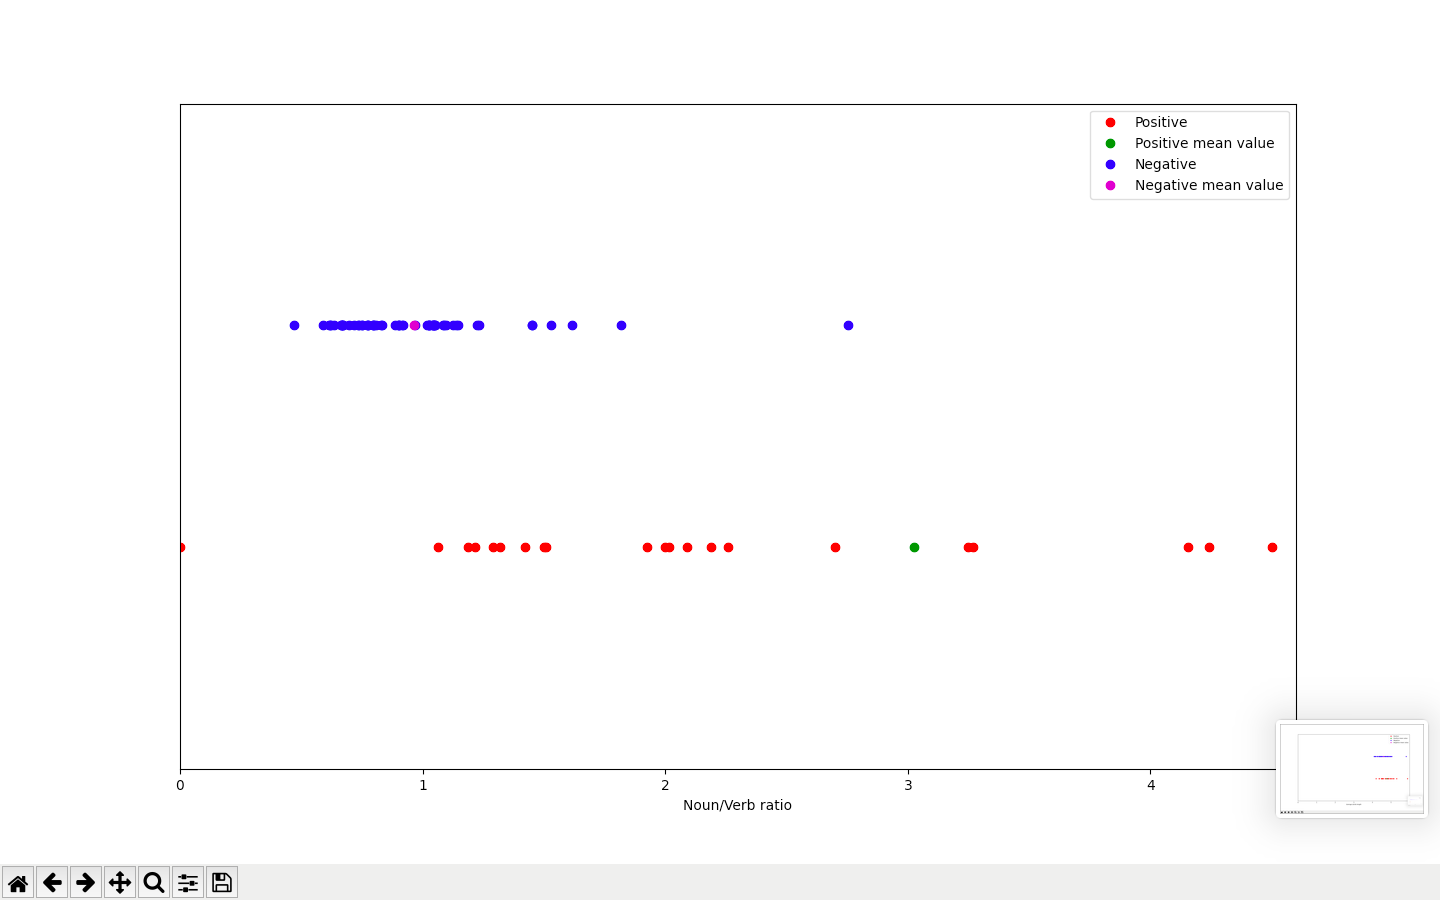 Positive
Positive mean value
Negative
Negative mean value
0 1 2 3 4
Noun/Verb ratio